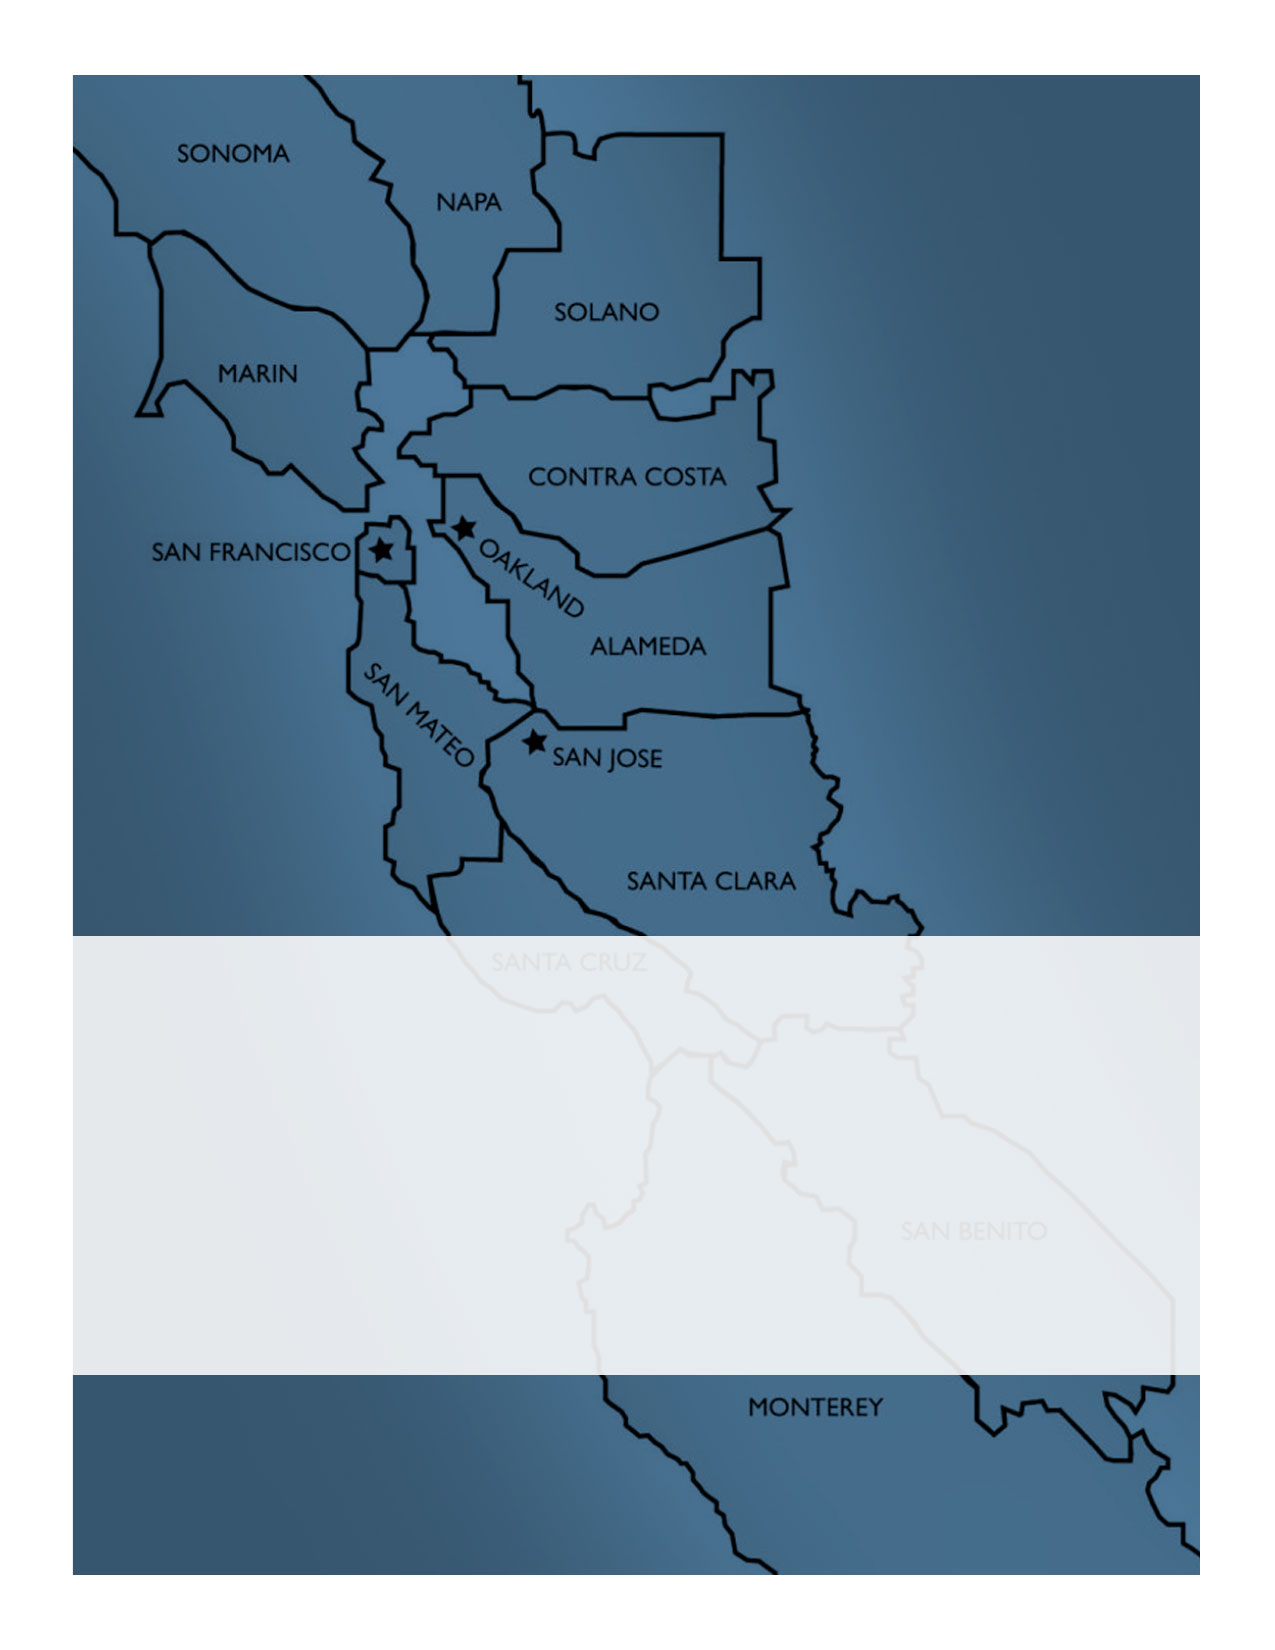 SONOMA
NAPA
SOLANO
MARIN
CONTRA COSTA
SAN FRANCISCO
OAKLAND
ALAMEDA
SAN MATEO
SAN JOSE
SANTA CLARA
SANTA CRUZ
SAN BENITO
MONTEREY